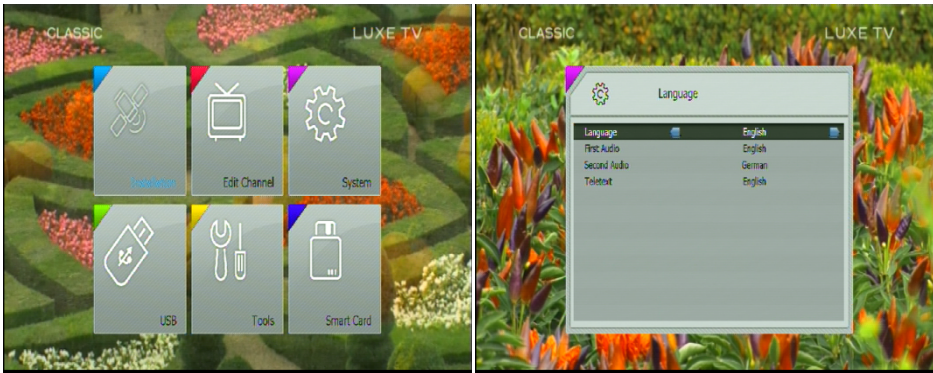 CLASSIC LUXE TV
Installation Edit Channel System
USB Tools Smart Card
CLASSIC LUXE TV
Language
Language English
First Audio English
Second Audio German
Teletext English